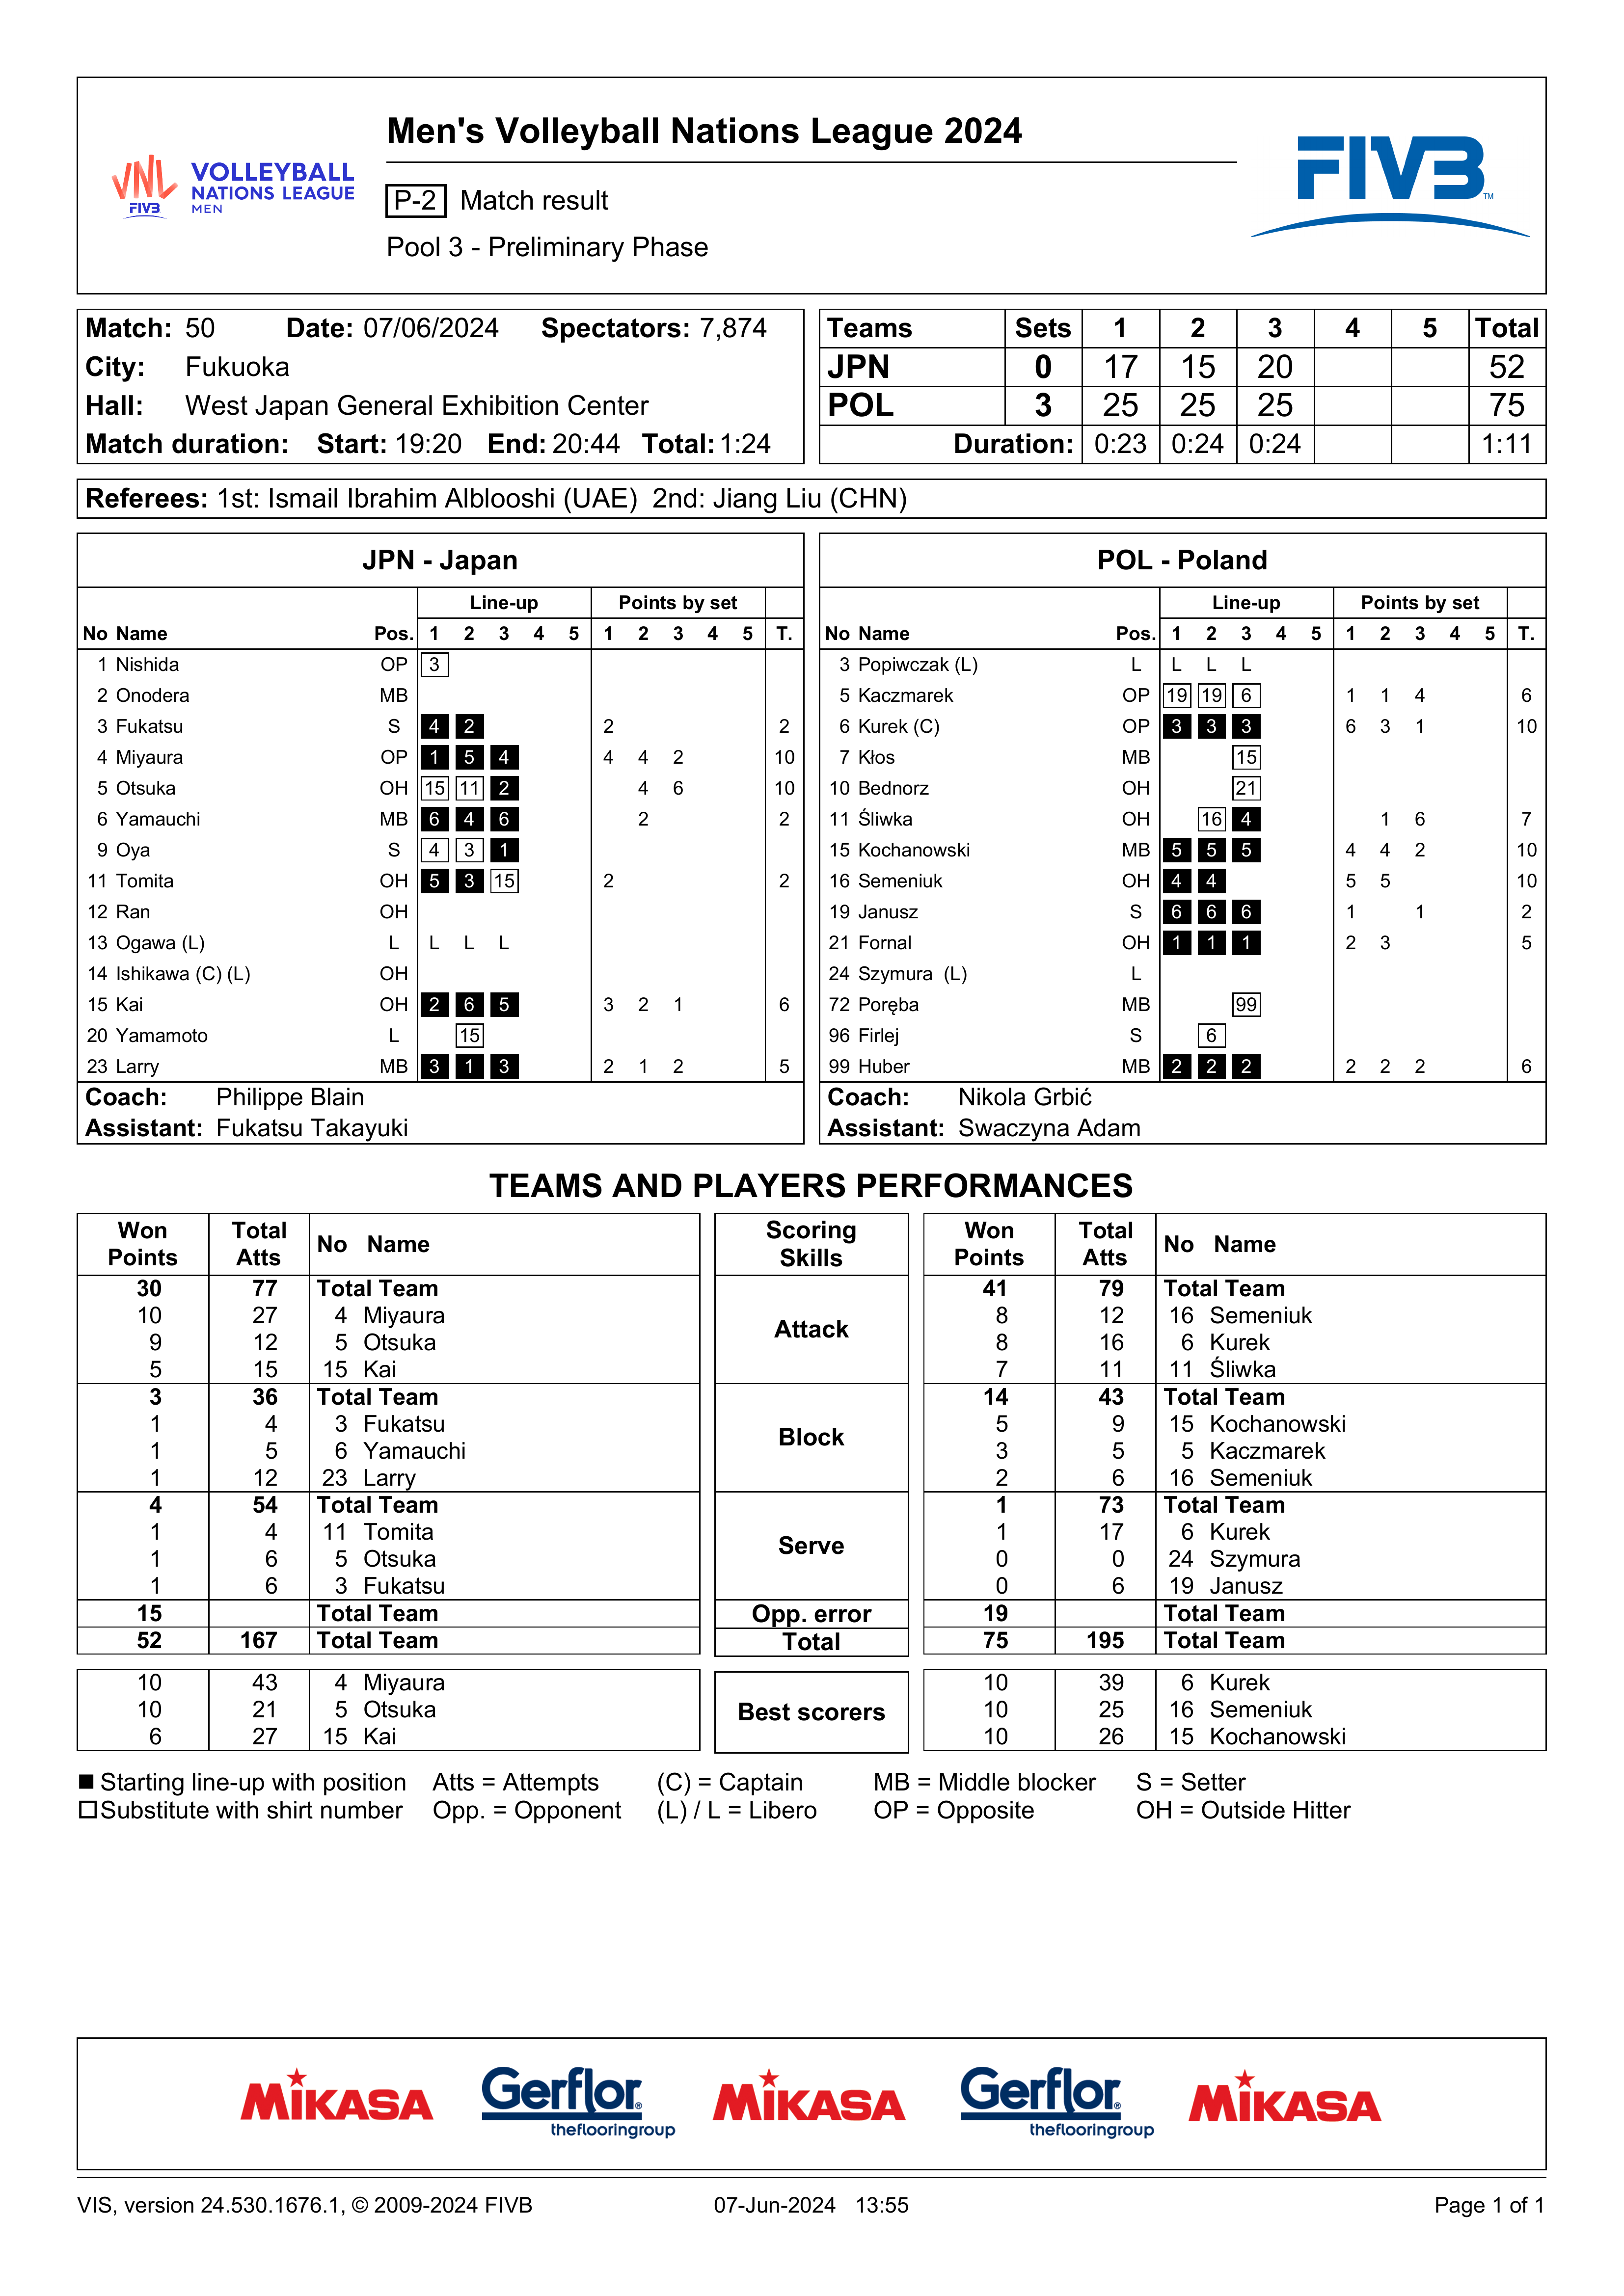 Men's Volleyball Nations League 2024
VNL FIVB VOLLEYBALL NATIONS LEAGUE MEN
P-2 Match result
Pool 3 - Preliminary Phase
FIVB TM
Match: 50 Date: 07/06/2024 Spectators: 7,874
City: Fukuoka
Hall: West Japan General Exhibition Center
Match duration: Start: 19:20 End: 20:44 Total: 1:24
Teams Sets 1 2 3 4 5 Total
JPN 0 17 15 20 52
POL 3 25 25 25 75
Duration: 0:23 0:24 0:24 1:11
Referees: 1st: Ismail Ibrahim Alblooshi (UAE) 2nd: Jiang Liu (CHN)
JPN - Japan
Line-up Points by set
No Name Pos. 1 2 3 4 5 1 2 3 4 5 T.
1 Nishida OP 3
2 Onodera MB
3 Fukatsu S 4 2 2 2
4 Miyaura OP 1 5 4 4 4 2 10
5 Otsuka OH 15 11 2 4 6 10
6 Yamauchi MB 6 4 6 2 2
9 Oya S 4 3 1
11 Tomita OH 5 3 15 2 2
12 Ran OH
13 Ogawa (L) L L L L
14 Ishikawa (C) (L) OH
15 Kai OH 2 6 5 3 2 1 6
20 Yamamoto L 15
23 Larry MB 3 1 3 2 1 2 5
Coach: Philippe Blain
Assistant: Fukatsu Takayuki
POL - Poland
Line-up Points by set
No Name Pos. 1 2 3 4 5 1 2 3 4 5 T.
3 Popiwczak (L) L L L L
5 Kaczmarek OP 19 19 6 1 1 4 6
6 Kurek (C) OP 3 3 3 6 3 1 10
7 Kłos MB 15
10 Bednorz OH 21
11 Śliwka OH 16 4 1 6 7
15 Kochanowski MB 5 5 5 4 4 2 10
16 Semeniuk OH 4 4 5 5 10
19 Janusz S 6 6 6 1 1 2
21 Fornal OH 1 1 1 2 3 5
24 Szymura (L) L
72 Poręba MB 99
96 Firlej S 6
99 Huber MB 2 2 2 2 2 2 6
Coach: Nikola Grbić
Assistant: Swaczyna Adam
TEAMS AND PLAYERS PERFORMANCES
Won Points Total Atts No Name Scoring Skills Won Points Total Atts No Name
30 77 Total Team Attack 41 79 Total Team
10 27 4 Miyaura 8 12 16 Semeniuk
9 12 5 Otsuka 8 16 6 Kurek
5 15 15 Kai 7 11 11 Śliwka
3 36 Total Team Block 14 43 Total Team
1 4 3 Fukatsu 5 9 15 Kochanowski
1 5 6 Yamauchi 3 5 5 Kaczmarek
1 12 23 Larry 2 6 16 Semeniuk
4 54 Total Team Serve 1 73 Total Team
1 4 11 Tomita 1 17 6 Kurek
1 6 5 Otsuka 0 0 24 Szymura
1 6 3 Fukatsu 0 6 19 Janusz
15 Total Team Opp. error 19 Total Team
52 167 Total Team Total 75 195 Total Team
10 43 4 Miyaura Best scorers 10 39 6 Kurek
10 21 5 Otsuka 10 25 16 Semeniuk
6 27 15 Kai 10 26 15 Kochanowski
■ Starting line-up with position Atts = Attempts (C) = Captain MB = Middle blocker S = Setter
□ Substitute with shirt number Opp. = Opponent (L) / L = Libero OP = Opposite OH = Outside Hitter
MiKASA Gerflor® theflooringgroup MiKASA Gerflor® theflooringgroup MiKASA
VIS, version 24.530.1676.1, © 2009-2024 FIVB 07-Jun-2024 13:55 Page 1 of 1